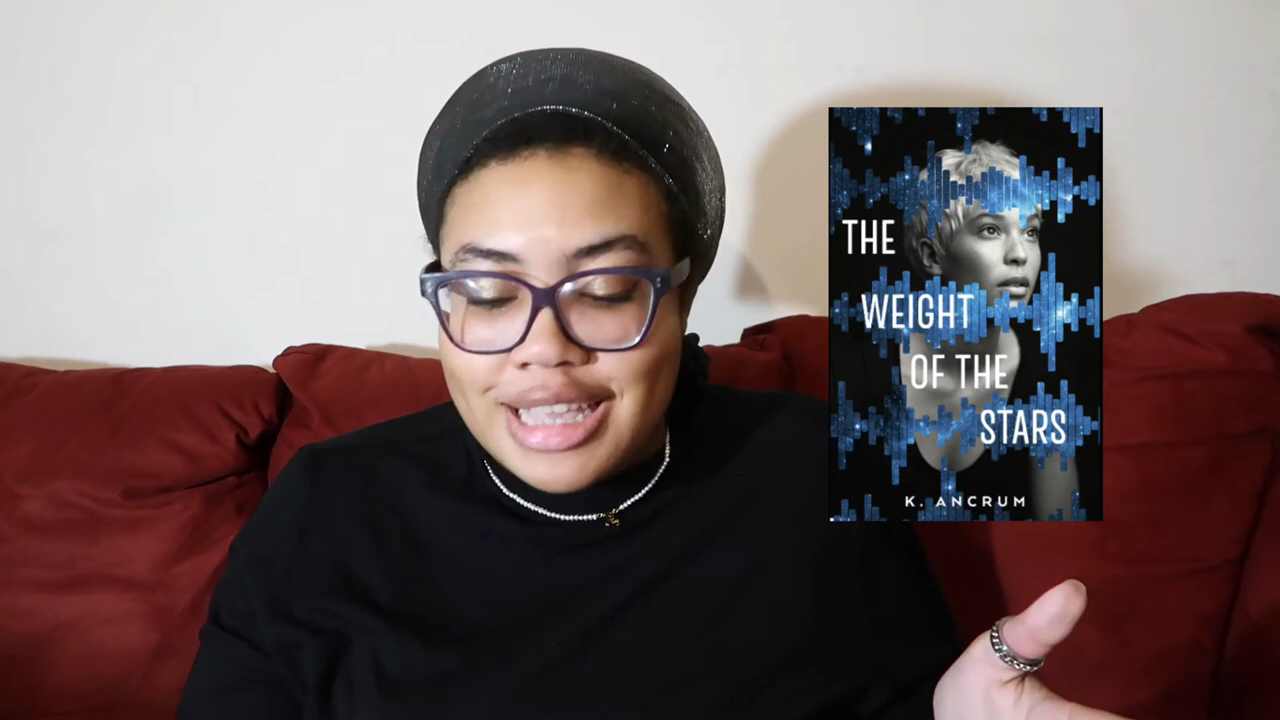 THE
WEIGHT
OF THE
STARS
K. ANCRUM